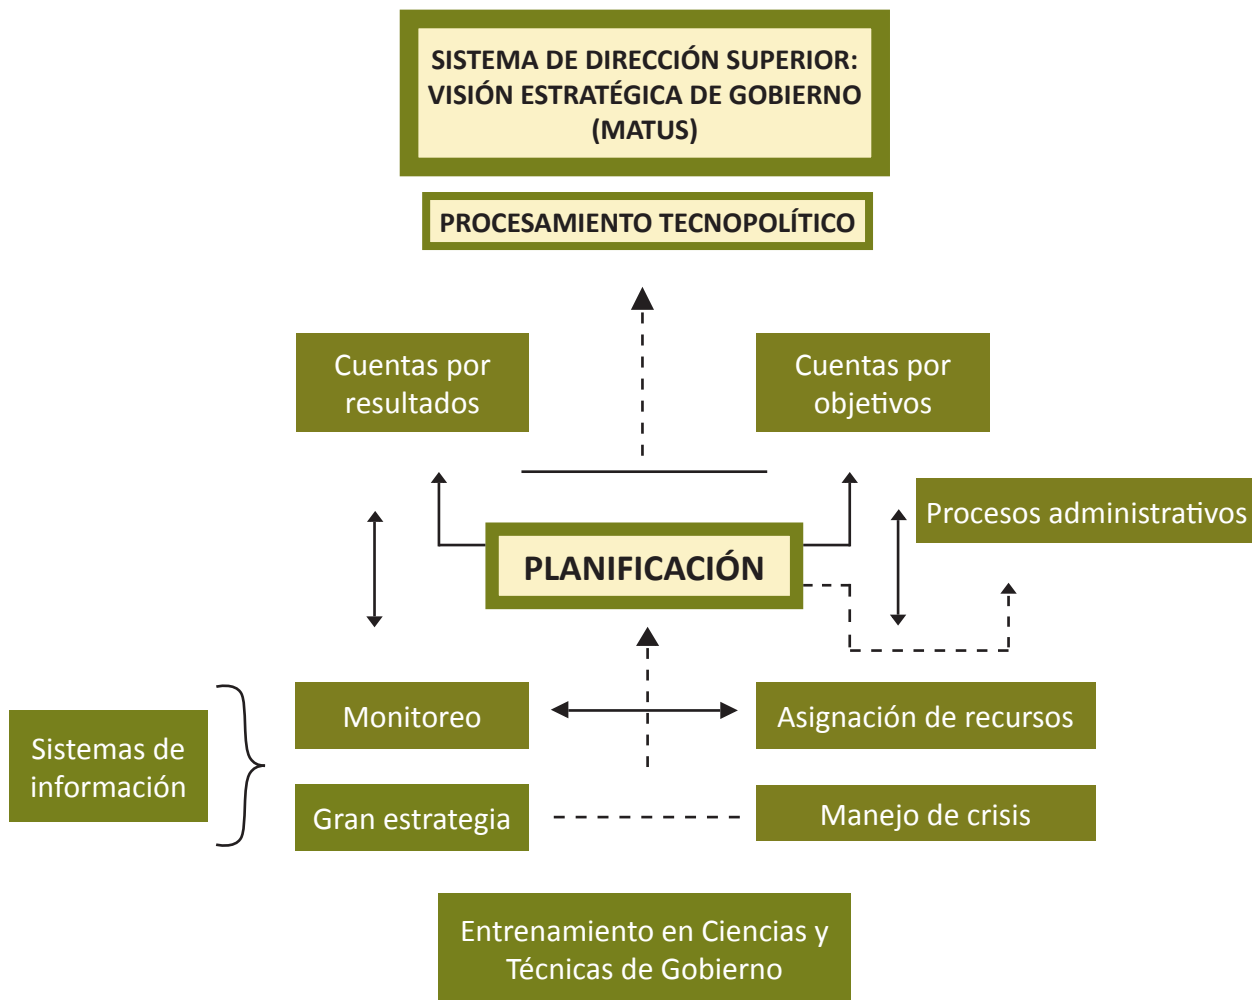 SISTEMA DE DIRECCIÓN SUPERIOR:
VISIÓN ESTRATÉGICA DE GOBIERNO
(MATUS)
PROCESAMIENTO TECNOPOLÍTICO
Cuentas por
resultados
Cuentas por
objetivos
Procesos administrativos
PLANIFICACIÓN
Monitoreo
Asignación de recursos
Sistemas de
información
Gran estrategia
Manejo de crisis
Entrenamiento en Ciencias y
Técnicas de Gobierno